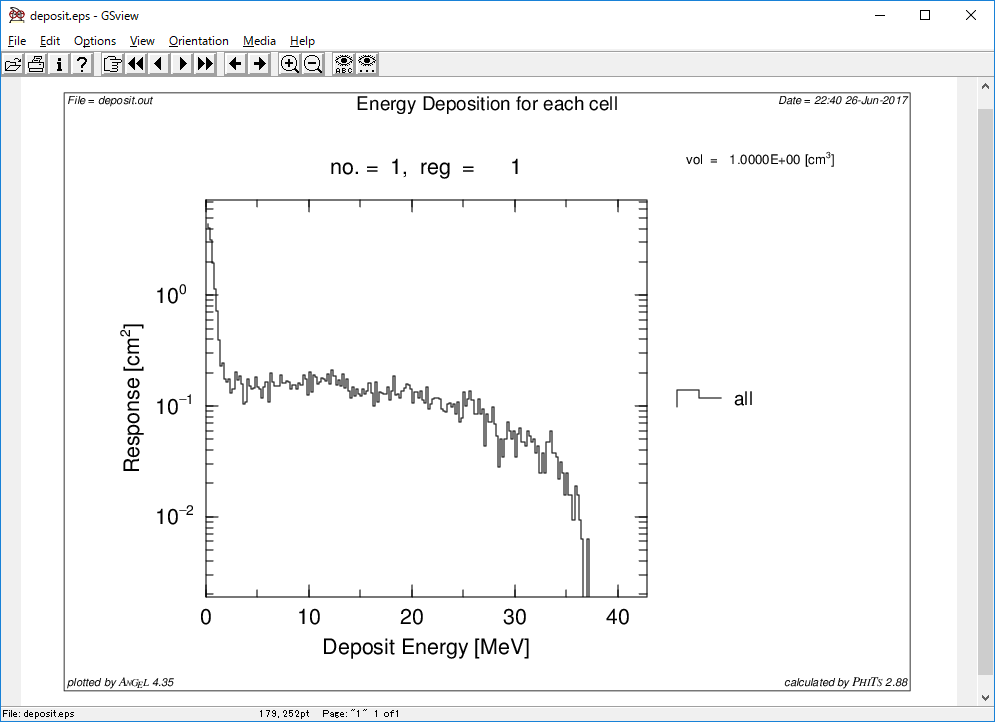 deposit.eps - GSview
File Edit Options View Orientation Media Help
i ? ABC
File = deposit.out
Energy Deposition for each cell
Date = 22:40 26-Jun-2017
no. = 1, reg = 1
vol = 1.0000E+00 [cm³]
Response [cm²]
10⁰
10⁻¹
10⁻²
all
0 10 20 30 40
Deposit Energy [MeV]
plotted by ANGEL 4.35
calculated by PHITS 2.88
File: deposit.eps 179, 252pt Page: "1" 1 of 1